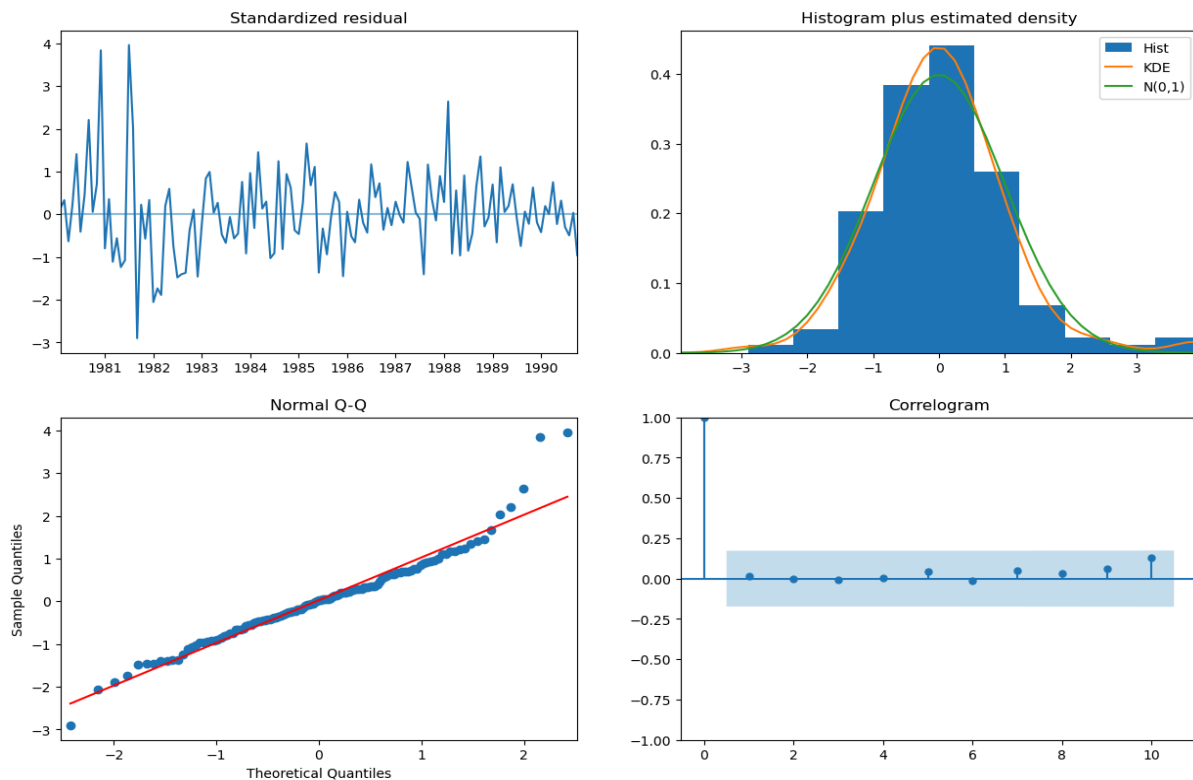 Standardized residual
4
3
2
1
0
−1
−2
−3
1981 1982 1983 1984 1985 1986 1987 1988 1989 1990
Histogram plus estimated density
Hist
KDE
N(0,1)
0.4
0.3
0.2
0.1
0.0
−3 −2 −1 0 1 2 3
Normal Q-Q
Sample Quantiles
4
3
2
1
0
−1
−2
−3
−2 −1 0 1 2
Theoretical Quantiles
Correlogram
1.00
0.75
0.50
0.25
0.00
−0.25
−0.50
−0.75
−1.00
0 2 4 6 8 10